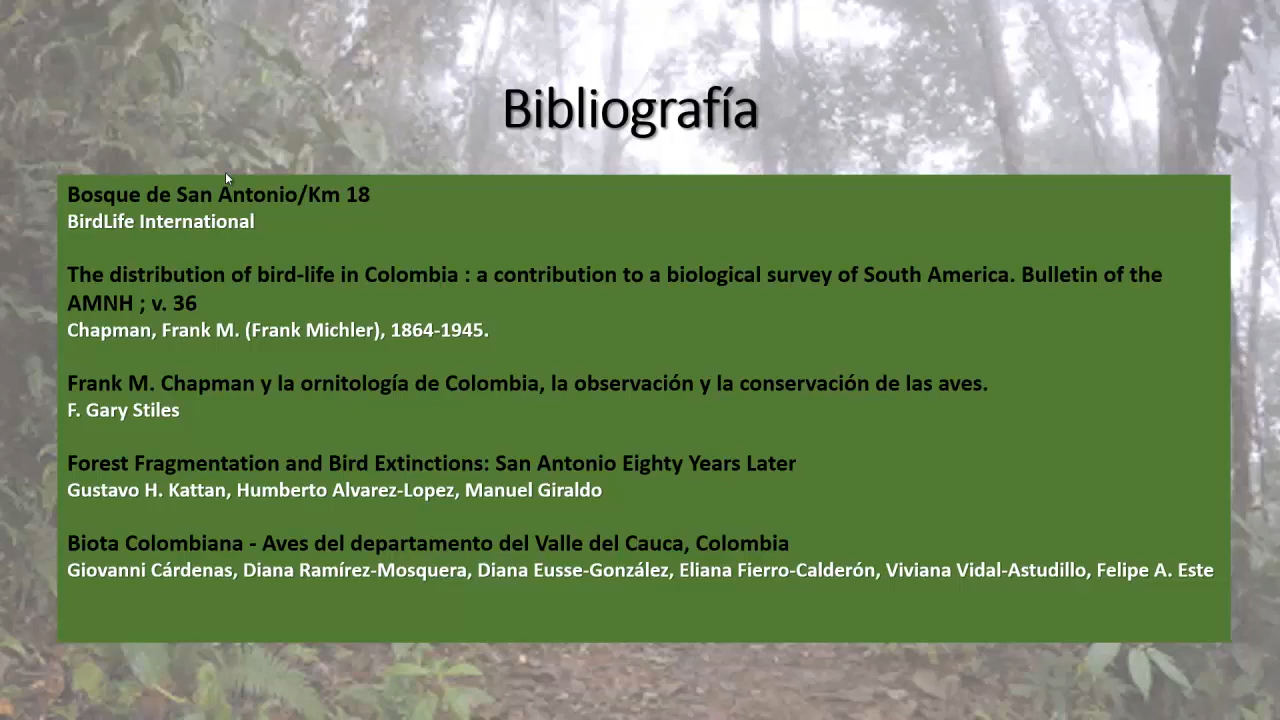 Bibliografía
Bosque de San Antonio/Km 18
BirdLife International
The distribution of bird-life in Colombia : a contribution to a biological survey of South America. Bulletin of the
AMNH ; v. 36
Chapman, Frank M. (Frank Michler), 1864-1945.
Frank M. Chapman y la ornitología de Colombia, la observación y la conservación de las aves.
F. Gary Stiles
Forest Fragmentation and Bird Extinctions: San Antonio Eighty Years Later
Gustavo H. Kattan, Humberto Alvarez-Lopez, Manuel Giraldo
Biota Colombiana - Aves del departamento del Valle del Cauca, Colombia
Giovanni Cárdenas, Diana Ramírez-Mosquera, Diana Eusse-González, Eliana Fierro-Calderón, Viviana Vidal-Astudillo, Felipe A. Este